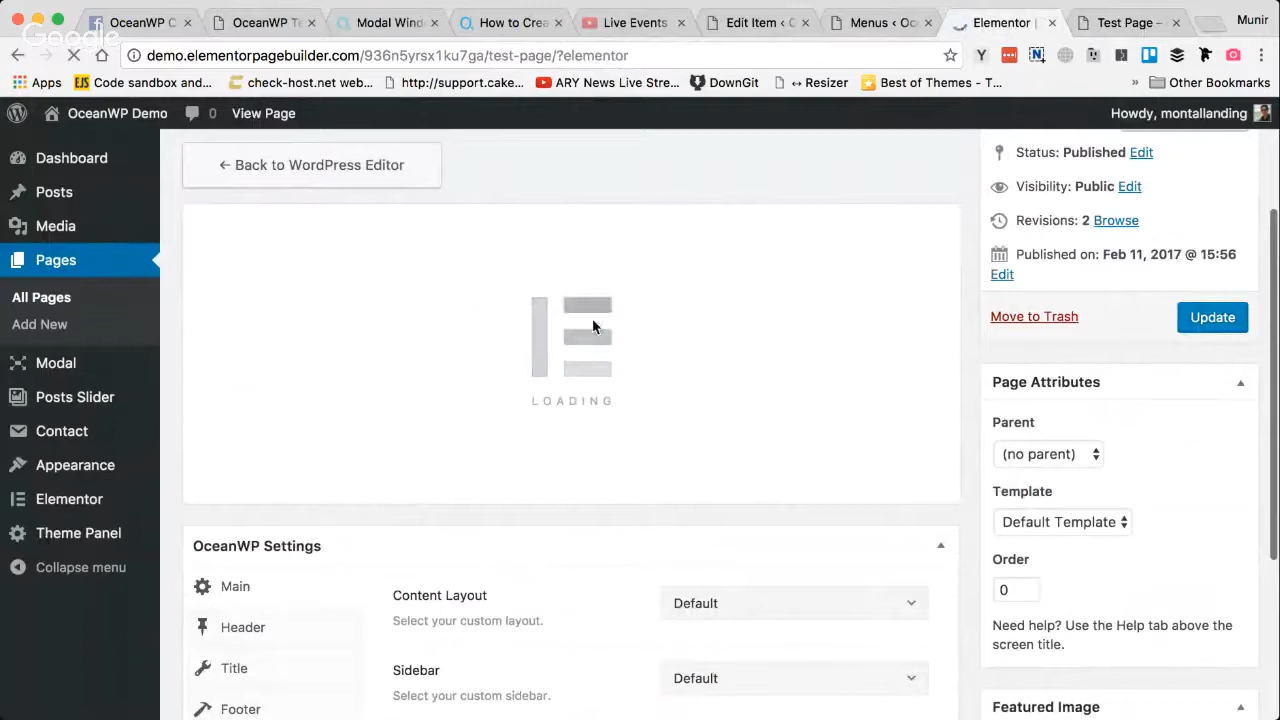 OceanWP C
OceanWP Te
Modal Wind
How to Crea
Live Events
Edit Item < O
Menus < Oc
Elementor |
Test Page –
Munir
Google
demo.elementorpagebuilder.com/936n5yrsx1ku7ga/test-page/?elementor
Apps
Code sandbox and...
check-host.net web...
http://support.cake...
ARY News Live Stre...
DownGit
↔ Resizer
Best of Themes - T...
»
Other Bookmarks
OceanWP Demo
0
View Page
Howdy, montallanding
Dashboard
Posts
Media
Pages
All Pages
Add New
Modal
Posts Slider
Contact
Appearance
Elementor
Theme Panel
Collapse menu
← Back to WordPress Editor
LOADING
OceanWP Settings
Main
Header
Title
Footer
Content Layout
Select your custom layout.
Default
Sidebar
Select your custom sidebar.
Default
Status: Published Edit
Visibility: Public Edit
Revisions: 2 Browse
Published on: Feb 11, 2017 @ 15:56
Edit
Move to Trash
Update
Page Attributes
Parent
(no parent)
Template
Default Template
Order
0
Need help? Use the Help tab above the
screen title.
Featured Image